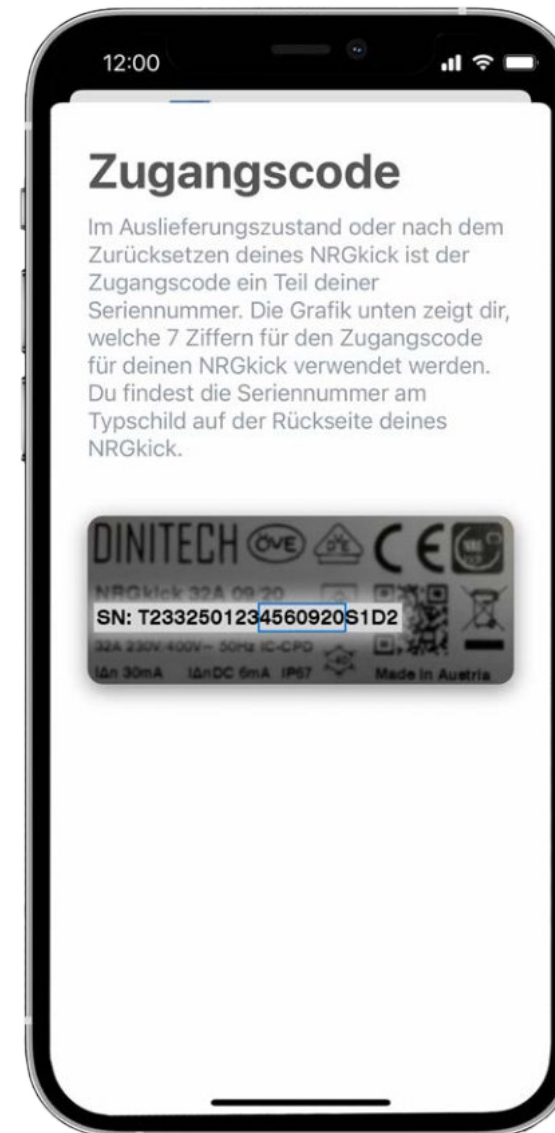 12:00
Zugangscode
Im Auslieferungszustand oder nach dem
Zurücksetzen deines NRGkick ist der
Zugangscode ein Teil deiner
Seriennummer. Die Grafik unten zeigt dir,
welche 7 Ziffern für den Zugangscode
für deinen NRGkick verwendet werden.
Du findest die Seriennummer am
Typschild auf der Rückseite deines
NRGkick.
DINITECH ÖVE CE
NRGkick 32A 09/20
SN: T2332501234560920S1D2
32A 230V/400V~ 50Hz IC-CPD
IΔn 30mA IΔnDC 6mA IP67 Made in Austria